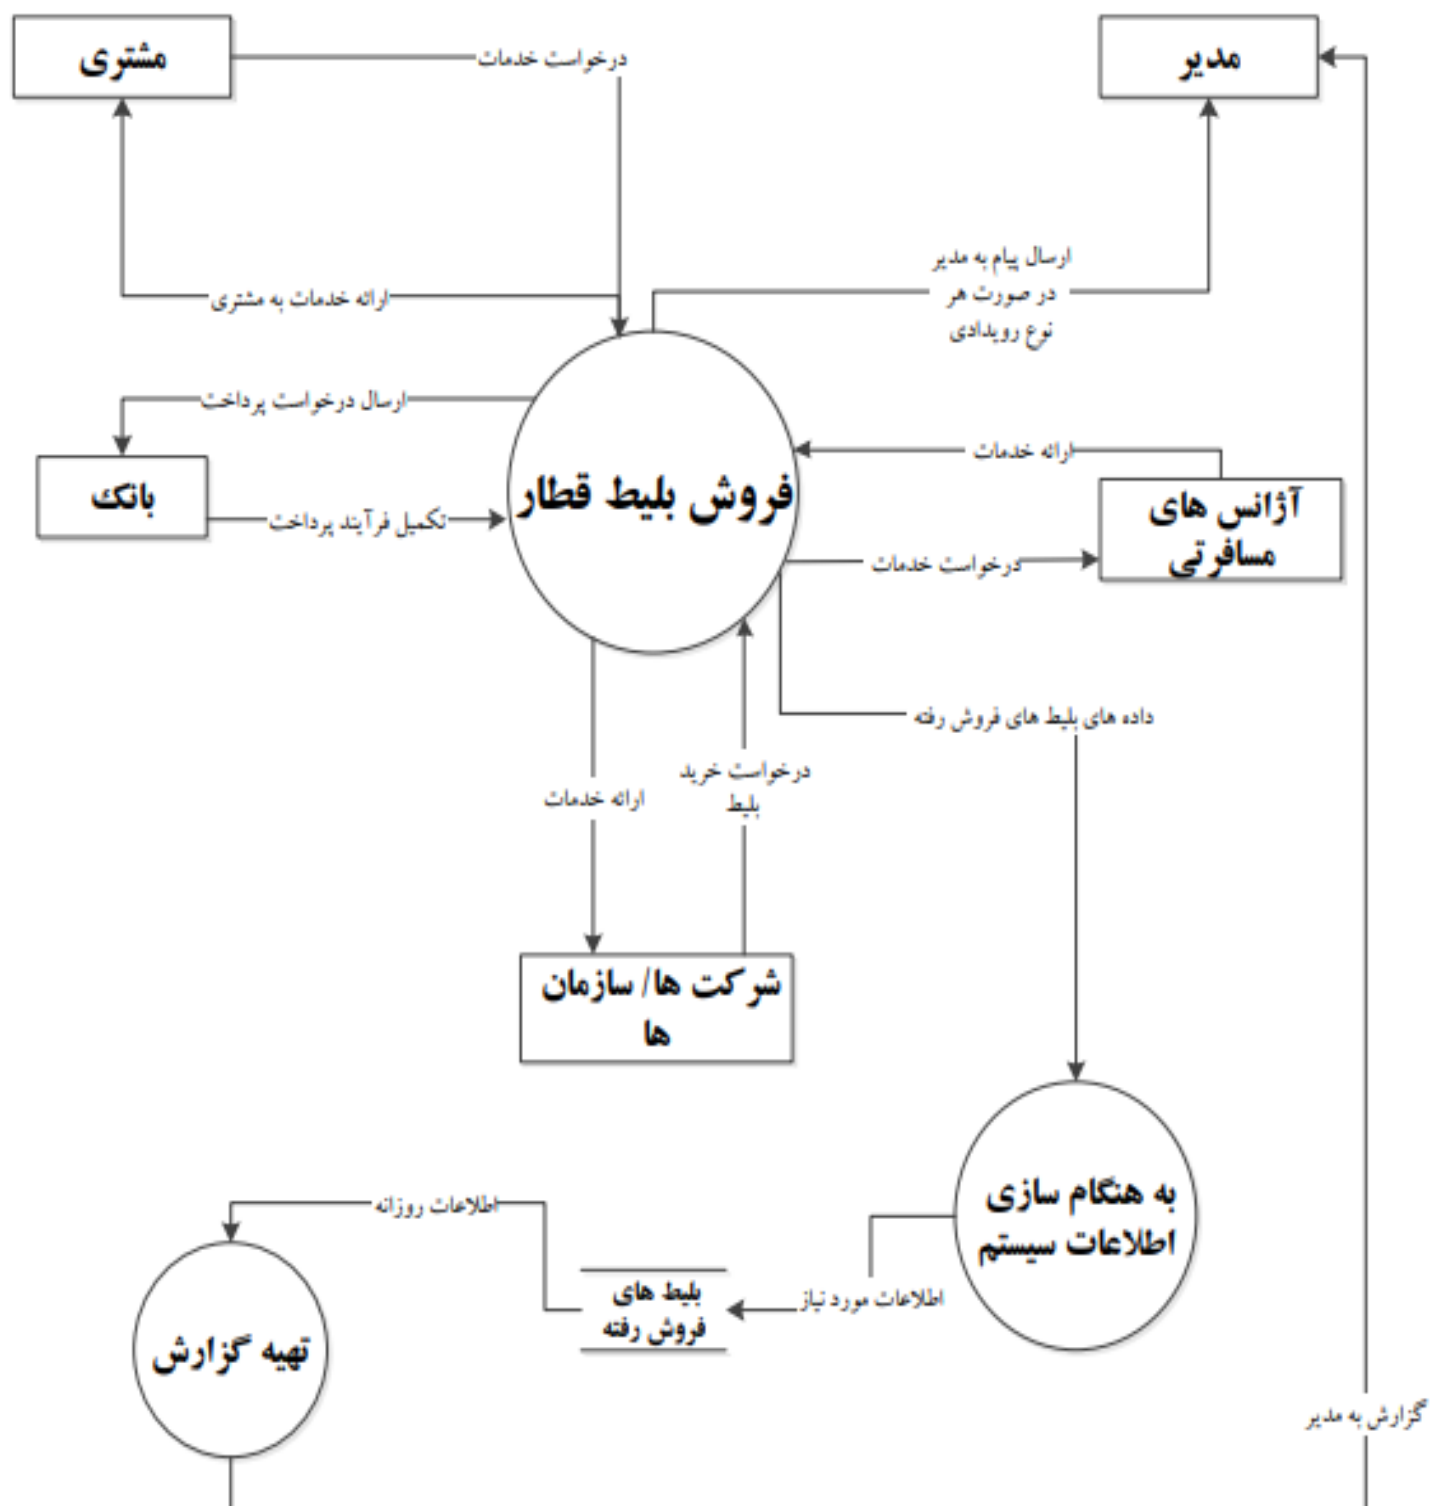 مشتری
درخواست خدمات
مدیر
ارسال پیام به مدیر
در صورت هر
نوع رویدادی
ارائه خدمات به مشتری
ارسال درخواست پرداخت
ارائه خدمات
بانک
تکمیل فرآیند پرداخت
فروش بلیط قطار
آژانس های
مسافرتی
درخواست خدمات
داده های بلیط های فروش رفته
درخواست خرید
بلیط
ارائه خدمات
شرکت ها/ سازمان
ها
به هنگام سازی
اطلاعات سیستم
اطلاعات روزانه
اطلاعات مورد نیاز
بلیط های
فروش رفته
تهیه گزارش
گزارش به مدیر